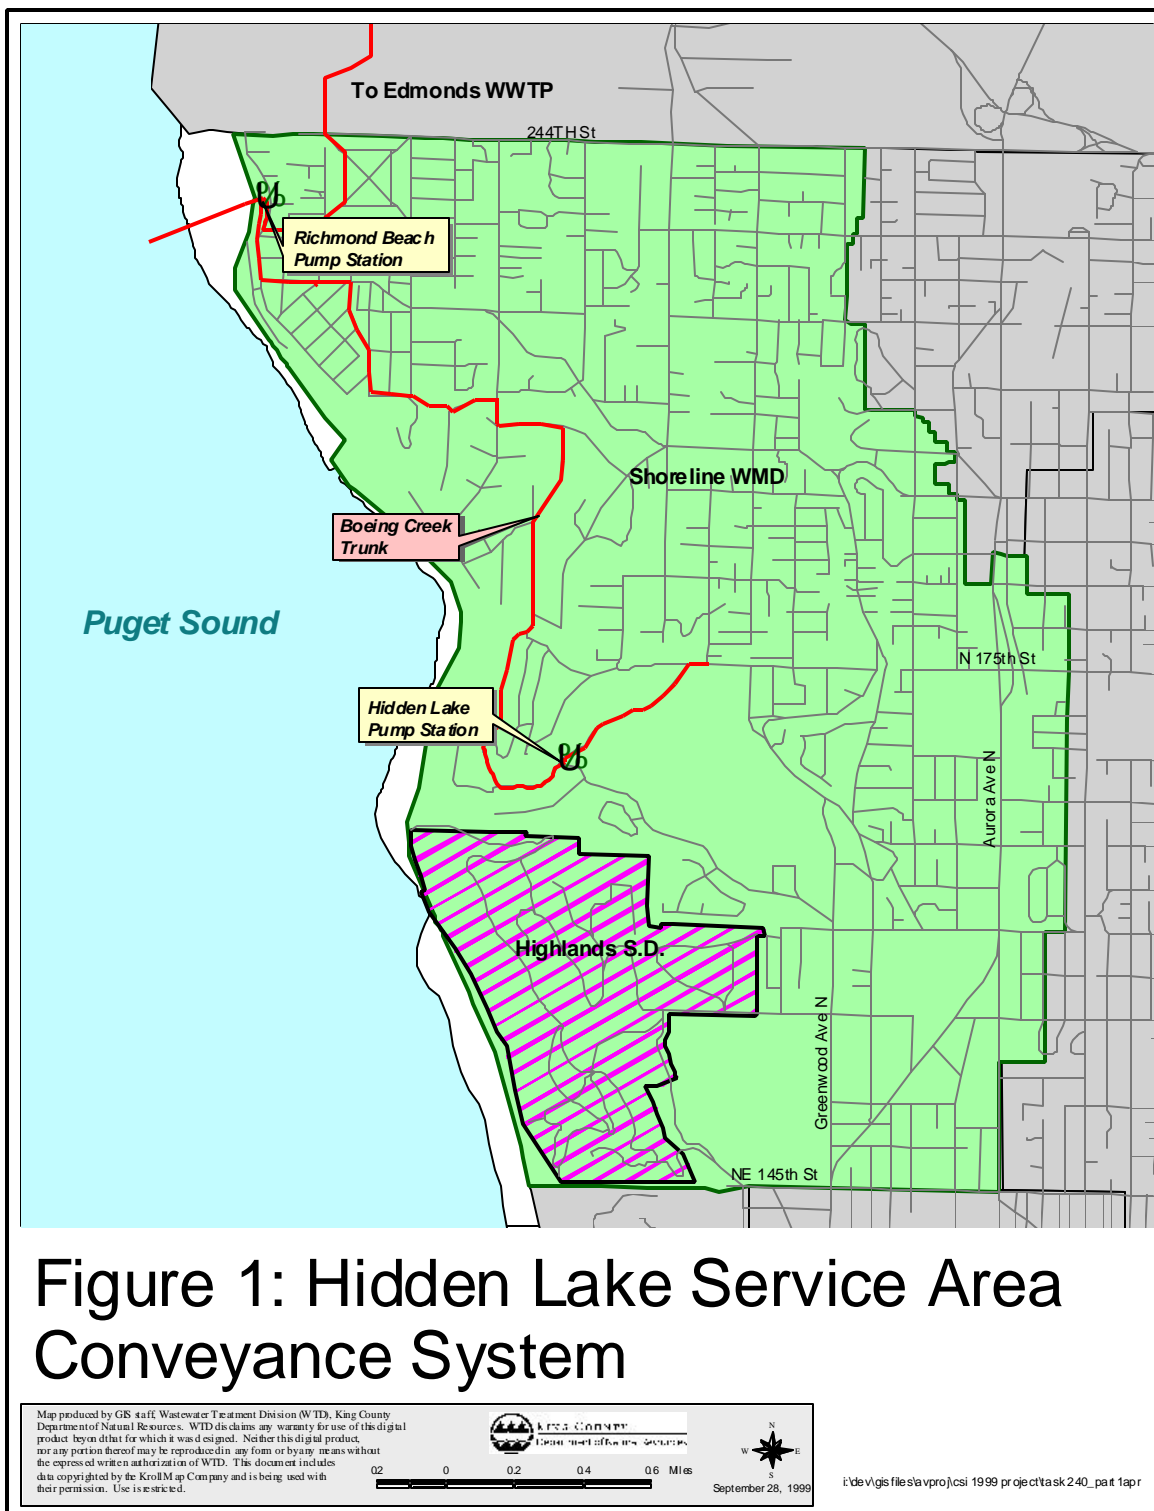 To Edmonds WWTP
244TH St
Richmond Beach
Pump Station
Shoreline WMD
Boeing Creek
Trunk
Puget Sound
N 175th St
Hidden Lake
Pump Station
Aurora Ave N
Highlands S.D.
Greenwood Ave N
NE 145th St
Figure 1: Hidden Lake Service Area
Conveyance System
Map produced by GIS staff, Wastewater Treatment Division (WTD), King County
Department of Natural Resources. WTD disclaims any warranty for use of this digital
product beyond that for which it was designed. Neither this digital product,
nor any portion thereof may be reproduced in any form or by any means without
the expressed written authorization of WTD. This document includes
data copyrighted by the Kroll Map Company and is being used with
their permission. Use is restricted.
King County
Department of Natural Resources
0.2 0 0.2 0.4 0.6 Miles
N
W E
S
September 28, 1999
i:\dev\gisfiles\avproj\csi 1999 project\task240_part1apr